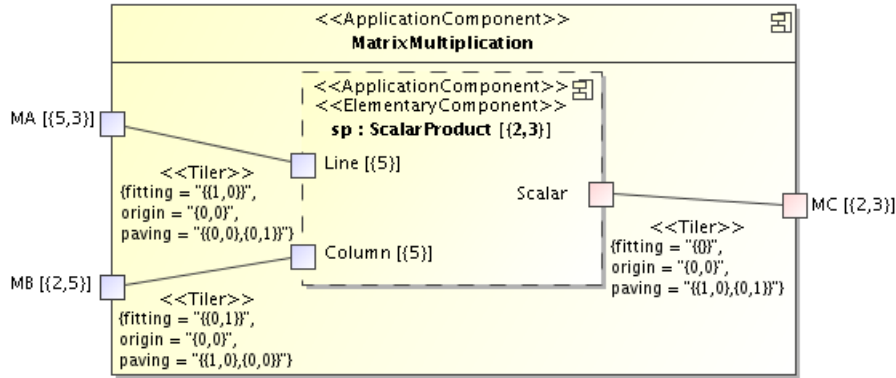 <<ApplicationComponent>>
MatrixMultiplication
<<ApplicationComponent>>
<<ElementaryComponent>>
sp : ScalarProduct [{2,3}]
MA [{5,3}]
Line [{5}]
<<Tiler>>
{fitting = "{{1,0}}",
origin = "{0,0}",
paving = "{{0,0},{0,1}}"}
Scalar
MC [{2,3}]
<<Tiler>>
{fitting = "{{}}",
origin = "{0,0}",
paving = "{{1,0},{0,1}}"}
Column [{5}]
MB [{2,5}]
<<Tiler>>
{fitting = "{{0,1}}",
origin = "{0,0}",
paving = "{{1,0},{0,0}}"}